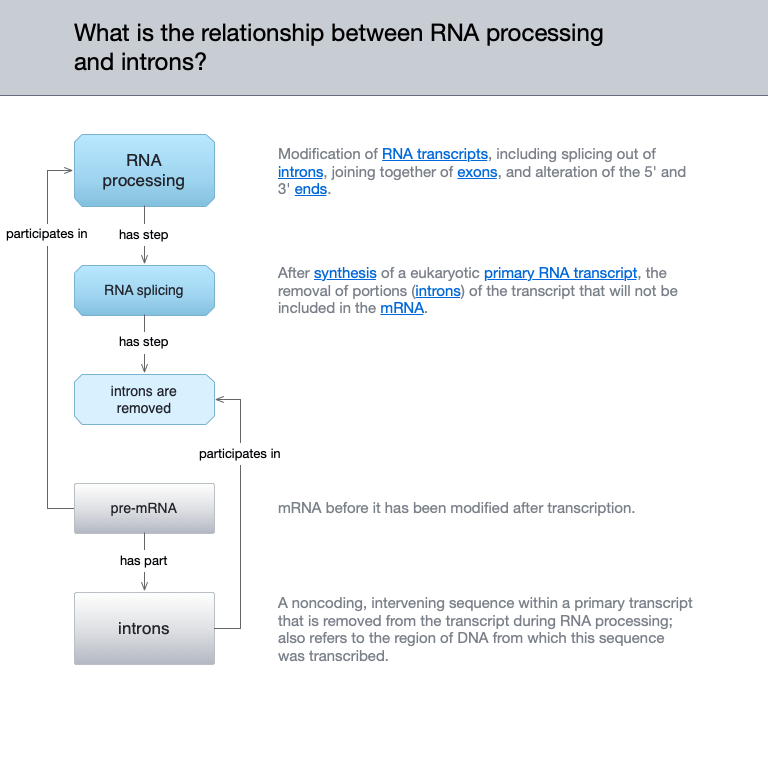 What is the relationship between RNA processing
and introns?
RNA
processing
Modification of RNA transcripts, including splicing out of
introns, joining together of exons, and alteration of the 5' and
3' ends.
participates in
has step
RNA splicing
After synthesis of a eukaryotic primary RNA transcript, the
removal of portions (introns) of the transcript that will not be
included in the mRNA.
has step
introns are
removed
participates in
pre-mRNA
mRNA before it has been modified after transcription.
has part
introns
A noncoding, intervening sequence within a primary transcript
that is removed from the transcript during RNA processing;
also refers to the region of DNA from which this sequence
was transcribed.